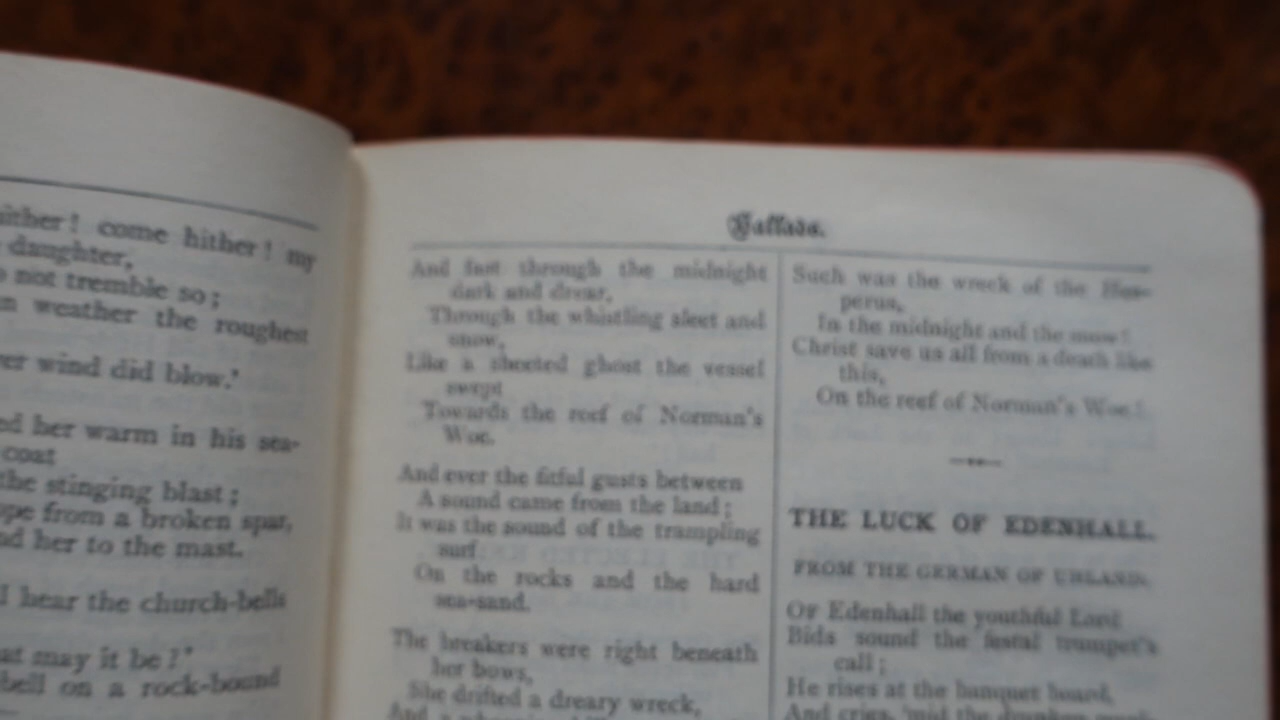 hither! come hither! my
daughter,
not tremble so;
weather the roughest
wind did blow.'
her warm in his sea-
coat
the stinging blast;
from a broken spar,
her to the mast.
I hear the church-bells
may it be?'
bell on a rock-bound
Ballads.
And fast through the midnight
dark and drear,
Through the whistling sleet and
snow,
Like a sheeted ghost the vessel
swept
Towards the reef of Norman's
Woe.
And ever the fitful gusts between
A sound came from the land;
It was the sound of the trampling
surf
On the rocks and the hard
sea-sand.
The breakers were right beneath
her bows,
She drifted a dreary wreck,
And a
Such was the wreck of the Hes-
perus,
In the midnight and the snow!
Christ save us all from a death like
this,
On the reef of Norman's Woe!
THE LUCK OF EDENHALL.
FROM THE GERMAN OF UHLAND.
OF Edenhall the youthful Lord
Bids sound the festal trumpet's
call;
He rises at the banquet board,
And cries, 'mid the drunken